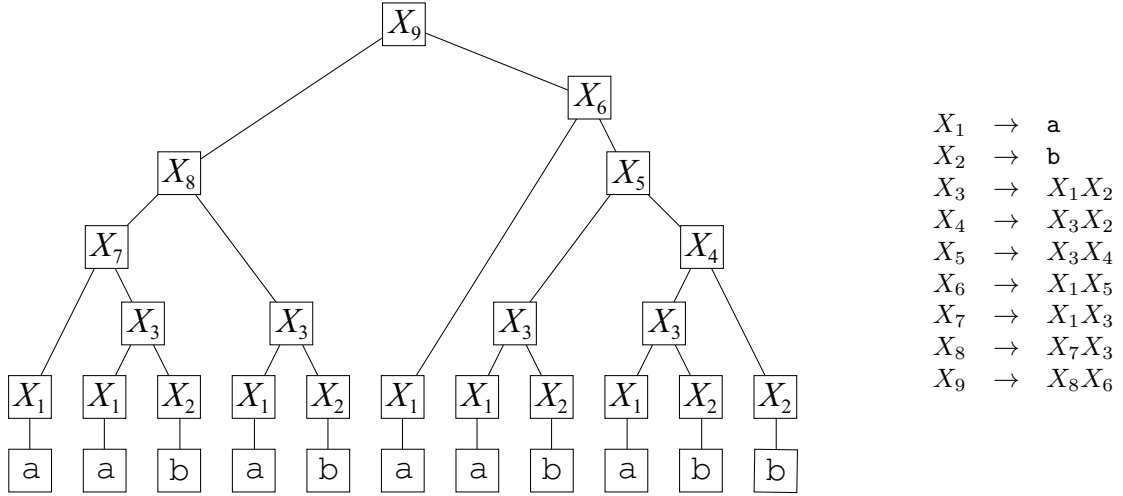 X₉
X₆
X₈ X₅
X₇ X₄
X₃ X₃ X₃ X₃
X₁ X₁ X₂ X₁ X₂ X₁ X₁ X₂ X₁ X₂ X₂
a a b a b a a b a b b
X₁ → a
X₂ → b
X₃ → X₁X₂
X₄ → X₃X₂
X₅ → X₃X₄
X₆ → X₁X₅
X₇ → X₁X₃
X₈ → X₇X₃
X₉ → X₈X₆